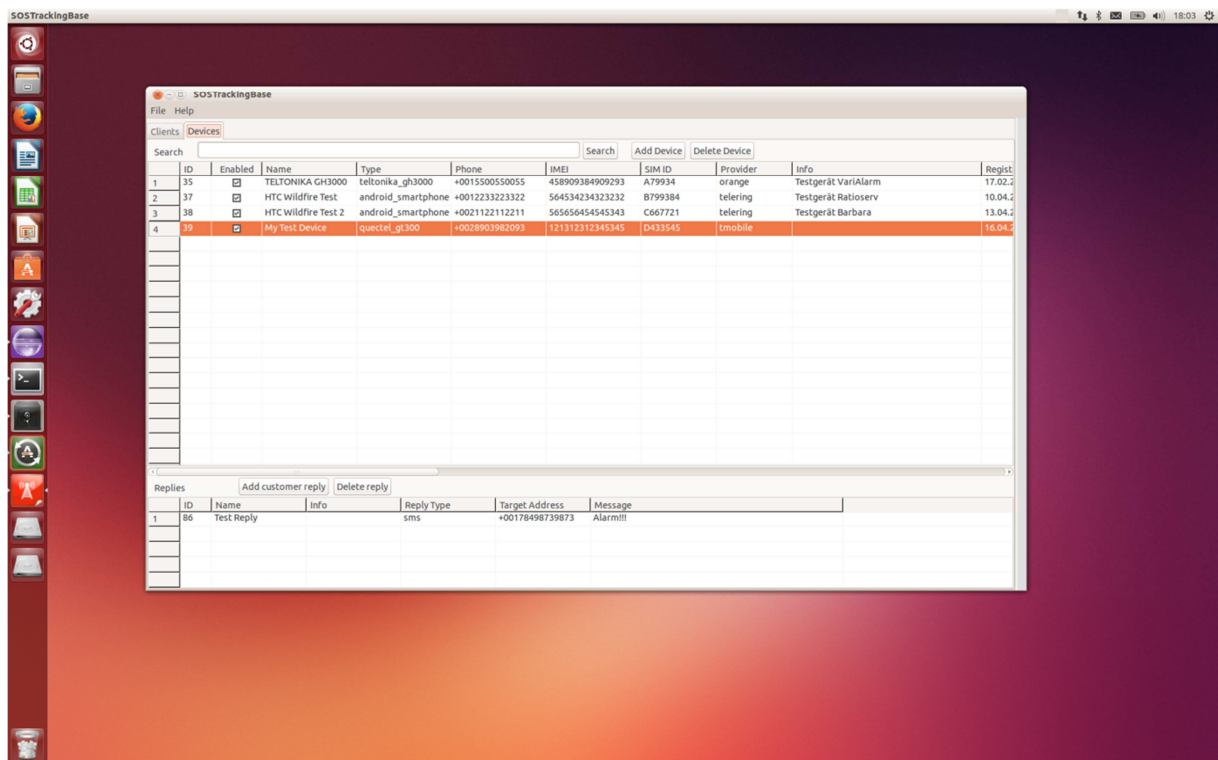 SOSTrackingBase 18:03
SOSTrackingBase
File Help
Clients Devices
Search Search Add Device Delete Device
ID Enabled Name Type Phone IMEI SIM ID Provider Info Regist
1 35 TELTONIKA GH3000 teltonika_gh3000 +0015500550055 458909384909293 A79934 orange Testgerät VariAlarm 17.02.2
2 37 HTC Wildfire Test android_smartphone +0012233223322 564534234323232 B799384 telering Testgerät Ratioserv 10.04.2
3 38 HTC Wildfire Test 2 android_smartphone +0021122112211 565656454545343 C667721 telering Testgerät Barbara 13.04.2
4 39 My Test Device quectel_gt300 +0028903982093 121312312345345 D433545 tmobile 16.04.2
Replies Add customer reply Delete reply
ID Name Info Reply Type Target Address Message
1 86 Test Reply sms +00178498739873 Alarm!!!